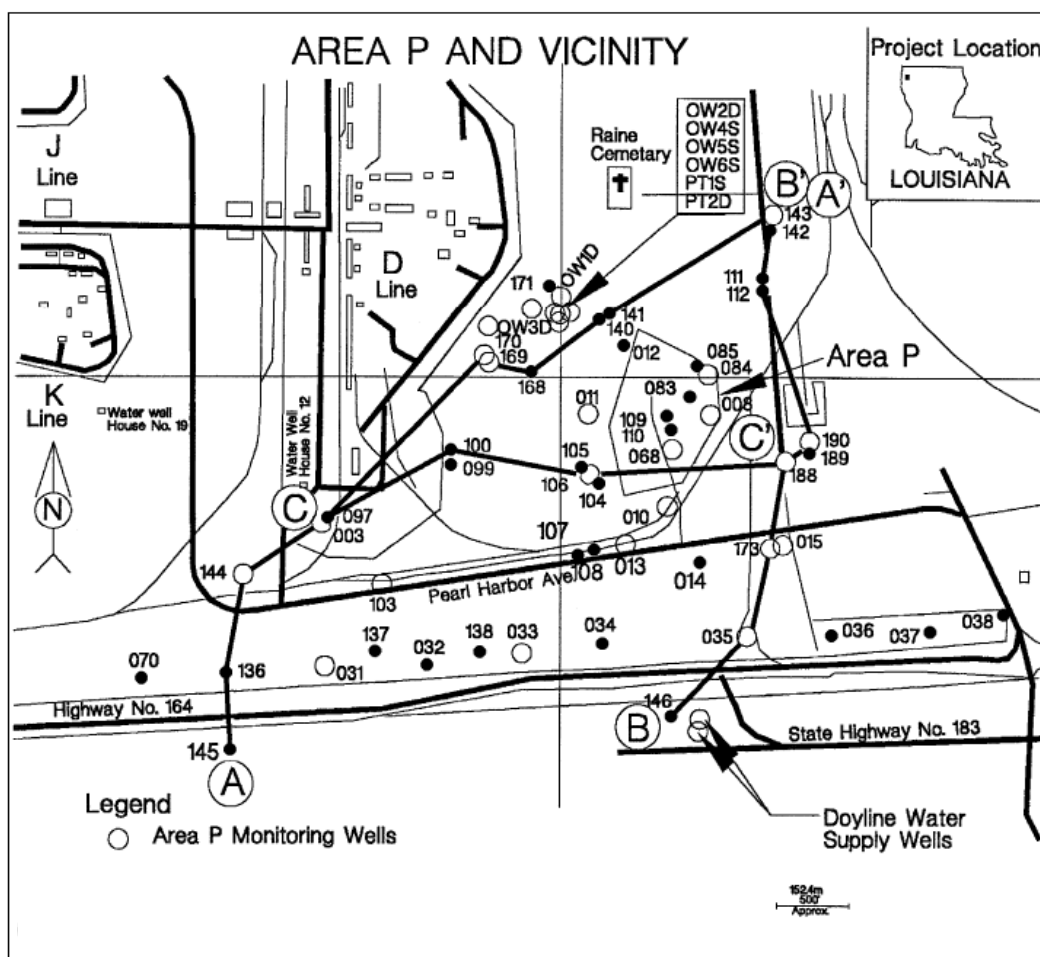 AREA P AND VICINITY
Project Location
LOUISIANA
OW2D
OW4S
OW5S
OW6S
PT1S
PT2D
Raine
Cemetary
J
Line
B'
A'
143
142
D
Line
171
OW1D
111
112
141
140
OW3D
170
169
012
168
085
084
Area P
K
Line
Water well
House No. 19
Water Well
House No. 12
083
011
008
109
110
C'
100
099
105
068
190
189
106
104
188
N
C
097
003
010
107
108
013
173
015
014
144
103
Pearl Harbor Ave.
034
035
036
037
038
137
138
033
032
031
070
136
Highway No. 164
146
B
State Highway No. 183
145
A
Legend
Area P Monitoring Wells
Doyline Water
Supply Wells
152.4m
500'
Approx.